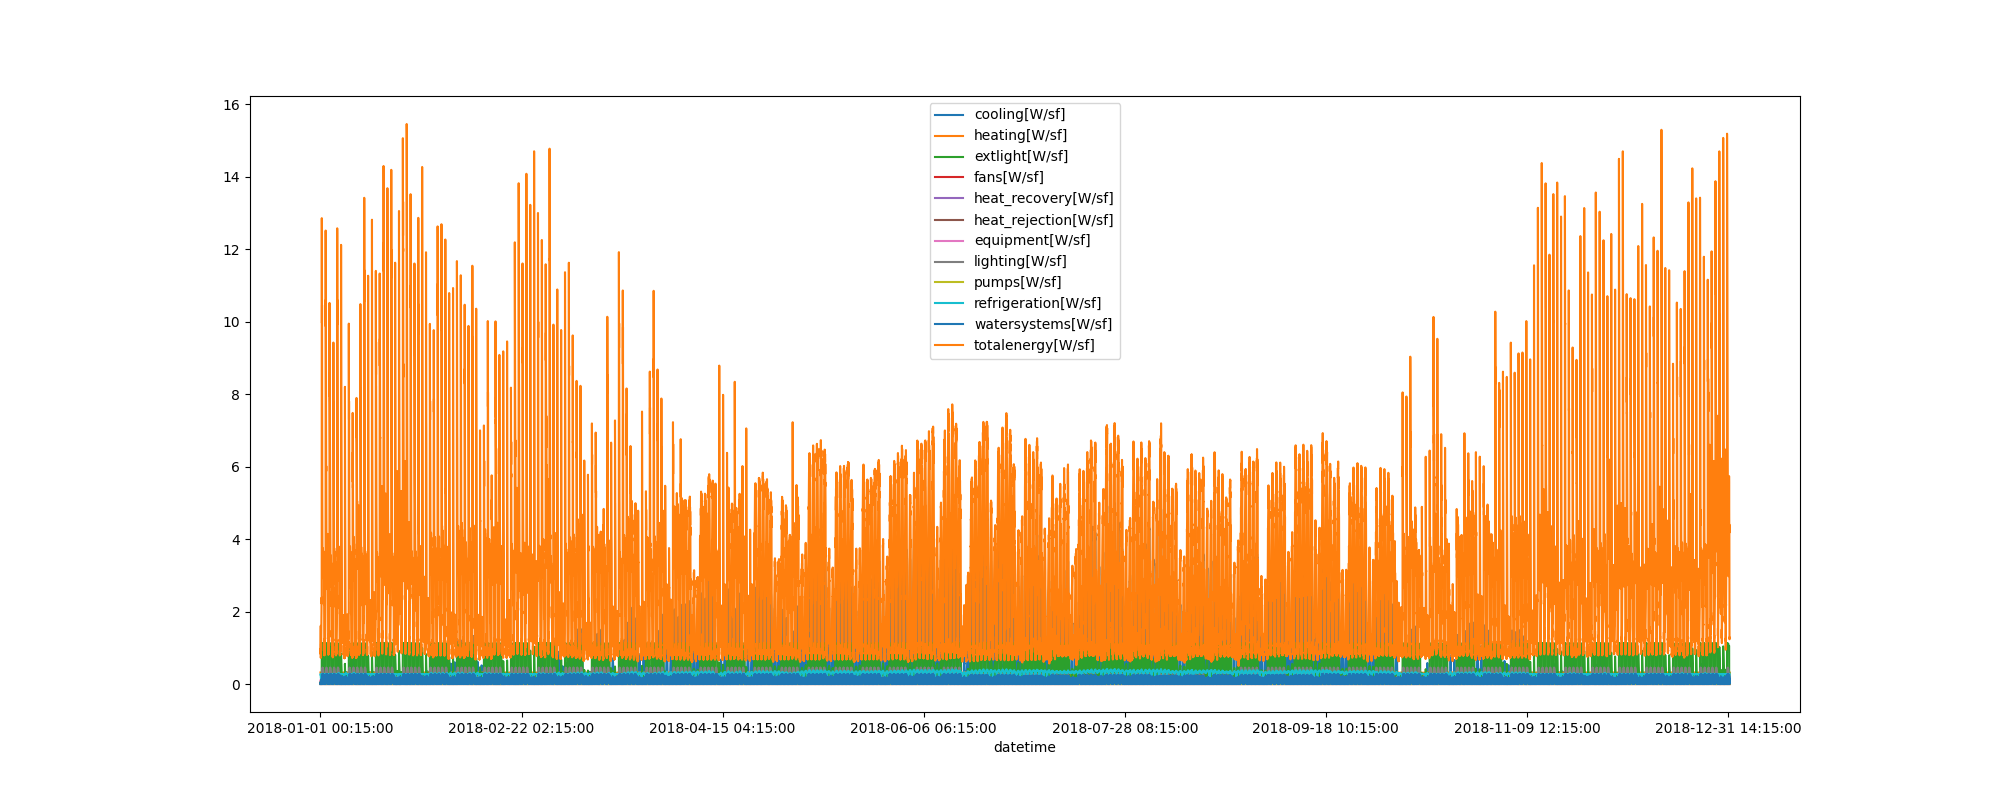 16
14
12
10
8
6
4
2
0
cooling[W/sf]
heating[W/sf]
extlight[W/sf]
fans[W/sf]
heat_recovery[W/sf]
heat_rejection[W/sf]
equipment[W/sf]
lighting[W/sf]
pumps[W/sf]
refrigeration[W/sf]
watersystems[W/sf]
totalenergy[W/sf]
2018-01-01 00:15:00
2018-02-22 02:15:00
2018-04-15 04:15:00
2018-06-06 06:15:00
2018-07-28 08:15:00
2018-09-18 10:15:00
2018-11-09 12:15:00
2018-12-31 14:15:00
datetime